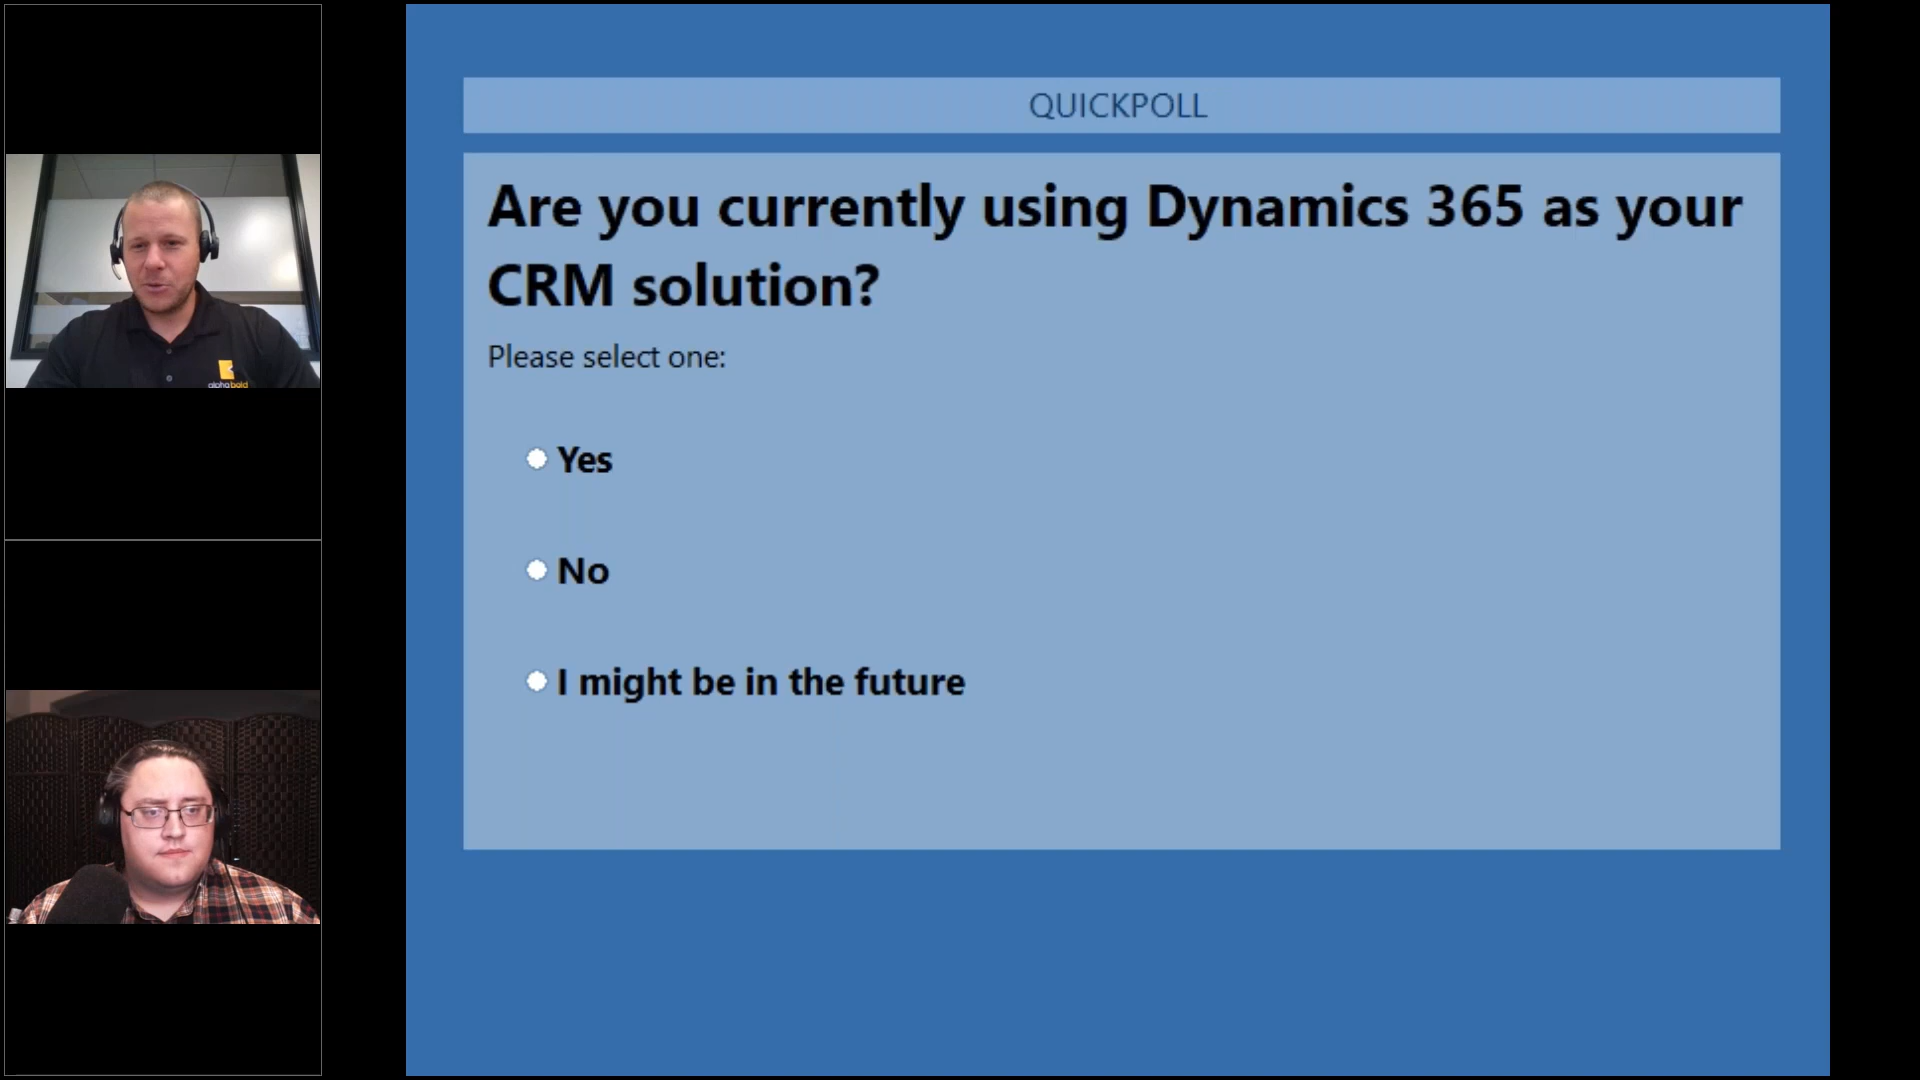 QUICKPOLL
Are you currently using Dynamics 365 as your
CRM solution?
Please select one:
Yes
No
I might be in the future
alphabold